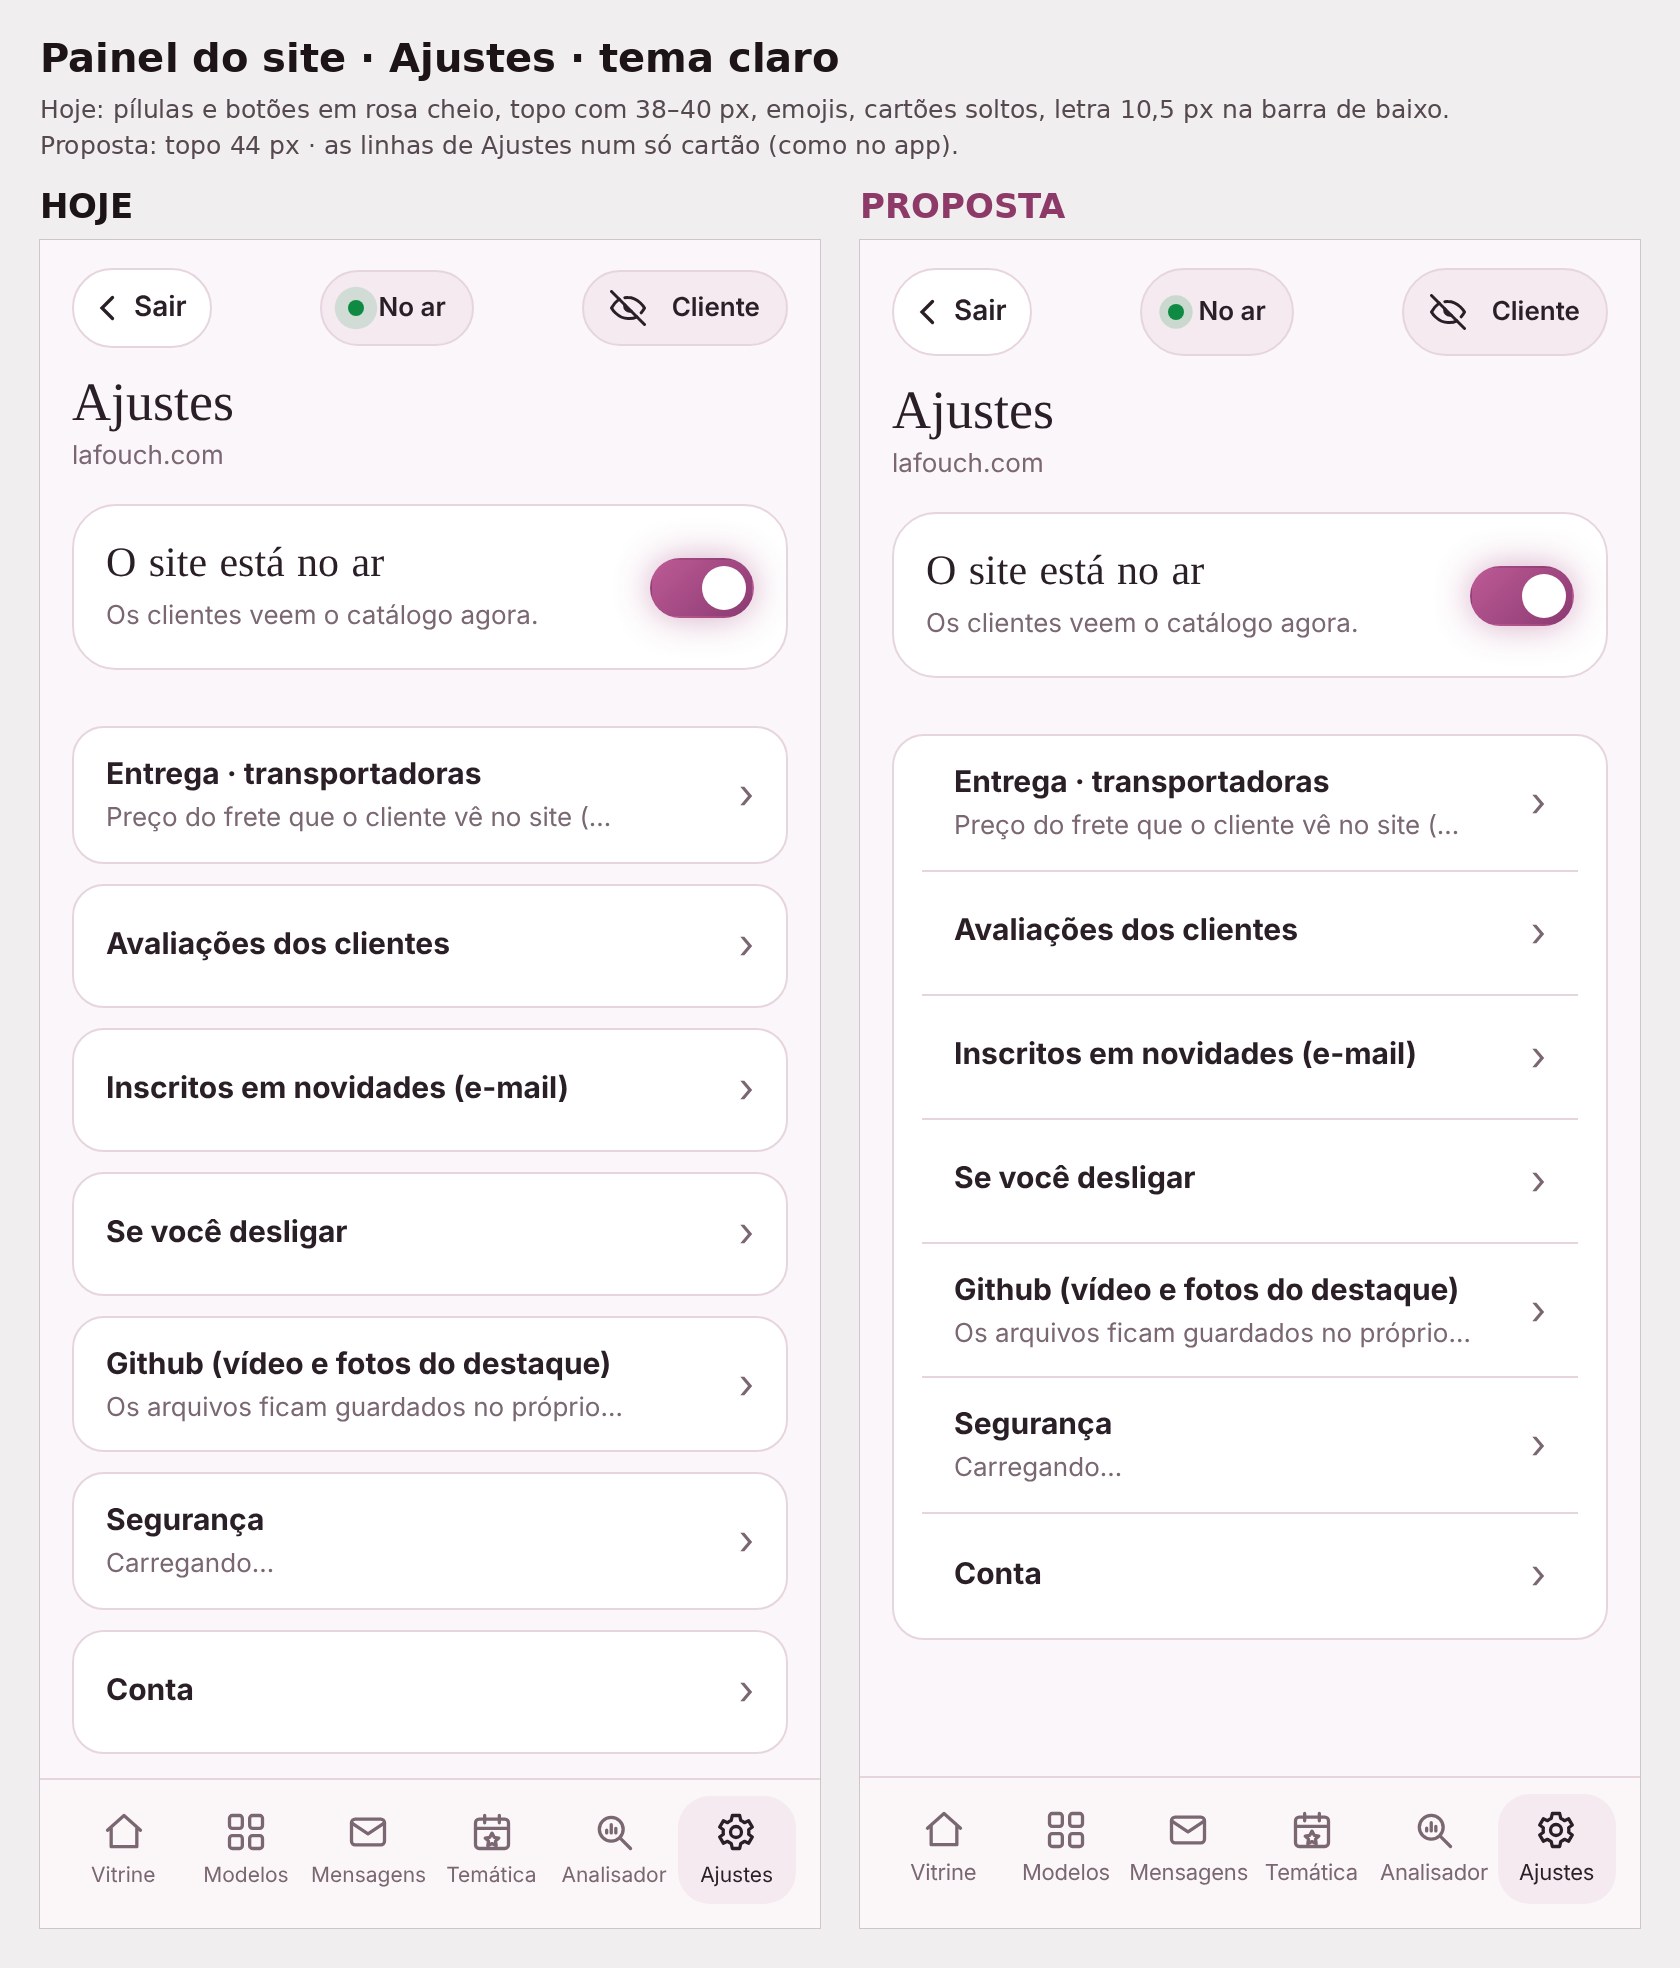 Painel do site · Ajustes · tema claro
Hoje: pílulas e botões em rosa cheio, topo com 38–40 px, emojis, cartões soltos, letra 10,5 px na barra de baixo.
Proposta: topo 44 px · as linhas de Ajustes num só cartão (como no app).
HOJE
Sair
No ar
Cliente
Ajustes
lafouch.com
O site está no ar
Os clientes veem o catálogo agora.
Entrega · transportadoras
Preço do frete que o cliente vê no site (...
Avaliações dos clientes
Inscritos em novidades (e-mail)
Se você desligar
Github (vídeo e fotos do destaque)
Os arquivos ficam guardados no próprio...
Segurança
Carregando...
Conta
Vitrine
Modelos
Mensagens
Temática
Analisador
Ajustes
PROPOSTA
Sair
No ar
Cliente
Ajustes
lafouch.com
O site está no ar
Os clientes veem o catálogo agora.
Entrega · transportadoras
Preço do frete que o cliente vê no site (...
Avaliações dos clientes
Inscritos em novidades (e-mail)
Se você desligar
Github (vídeo e fotos do destaque)
Os arquivos ficam guardados no próprio...
Segurança
Carregando...
Conta
Vitrine
Modelos
Mensagens
Temática
Analisador
Ajustes